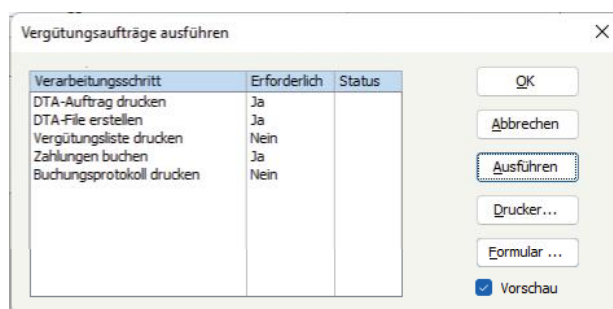 Vergütungsaufträge ausführen
Verarbeitungsschritt Erforderlich Status
DTA-Auftrag drucken Ja
DTA-File erstellen Ja
Vergütungsliste drucken Nein
Zahlungen buchen Ja
Buchungsprotokoll drucken Nein
OK
Abbrechen
Ausführen
Drucker...
Formular ...
Vorschau